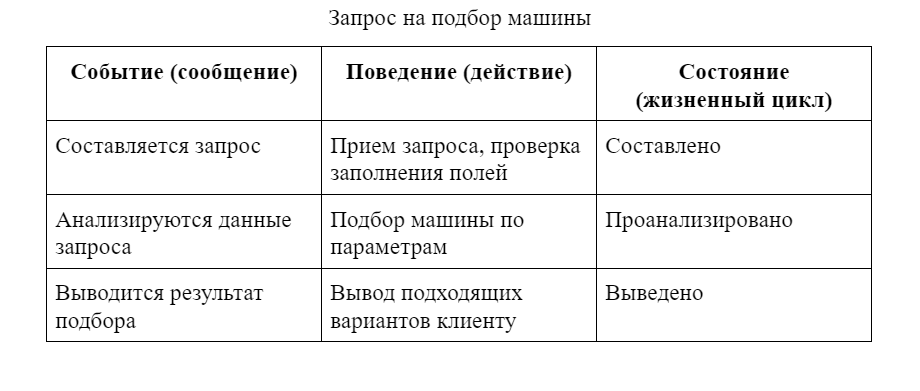 Запрос на подбор машины
Событие (сообщение)
Поведение (действие)
Состояние
(жизненный цикл)
Составляется запрос
Прием запроса, проверка
заполнения полей
Составлено
Анализируются данные
запроса
Подбор машины по
параметрам
Проанализировано
Выводится результат
подбора
Вывод подходящих
вариантов клиенту
Выведено